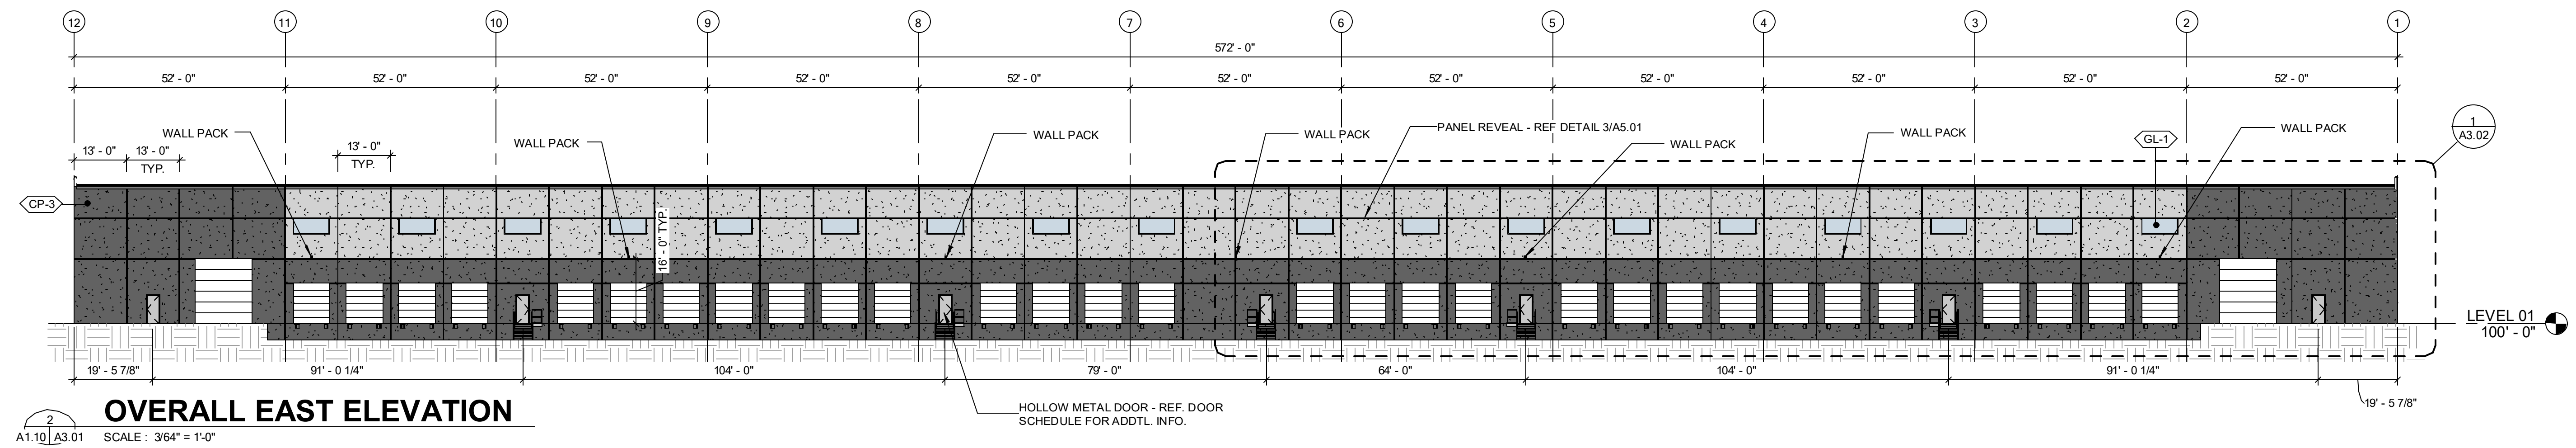 12 11 10 9 8 7 6 5 4 3 2 1
572' - 0"
52' - 0" 52' - 0" 52' - 0" 52' - 0" 52' - 0" 52' - 0" 52' - 0" 52' - 0" 52' - 0" 52' - 0" 52' - 0"
1
A3.02
WALL PACK
WALL PACK
WALL PACK
WALL PACK
PANEL REVEAL - REF DETAIL 3/A5.01
WALL PACK
WALL PACK
GL-1
WALL PACK
13' - 0" 13' - 0"
TYP.
13' - 0"
TYP.
CP-3
16' - 0" TYP.
LEVEL 01
100' - 0"
19' - 5 7/8" 91' - 0 1/4" 104' - 0" 79' - 0" 64' - 0" 104' - 0" 91' - 0 1/4"
19' - 5 7/8"
HOLLOW METAL DOOR - REF. DOOR
SCHEDULE FOR ADDTL. INFO.
2
A1.10 A3.01
OVERALL EAST ELEVATION
SCALE : 3/64" = 1'-0"